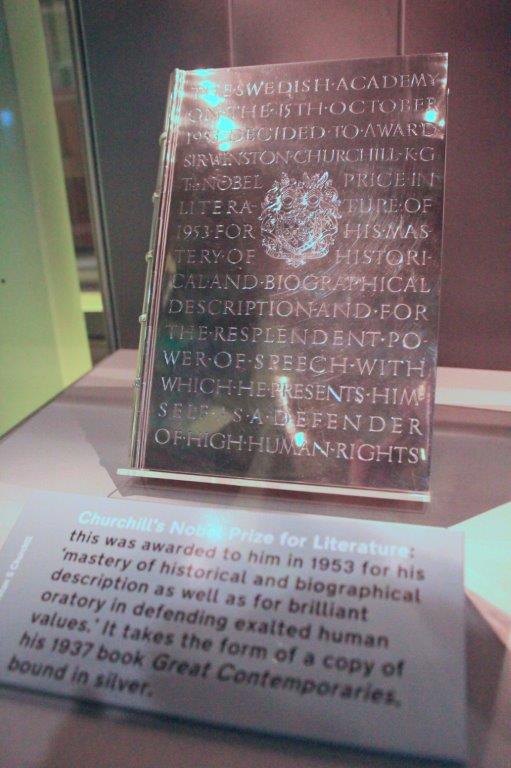 THE·SWEDISH·ACADEMY
ON·THE·15TH·OCTOBER
1953·DECIDED·TO·AWARD
SIR·WINSTON·CHURCHILL·K·G
The·NOBEL PRICE·IN
LITERA- TURE·OF
1953·FOR HIS·MAS-
TERY·OF HISTORI-
CAL·AND·BIOGRAPHICAL
DESCRIPTION·AND·FOR
THE·RESPLENDENT·PO-
WER·OF·SPEECH·WITH
WHICH·HE·PRESENTS·HIM-
SELF·AS·A·DEFENDER
OF·HIGH·HUMAN·RIGHTS
Churchill's Nobel Prize for Literature:
this was awarded to him in 1953 for his
'mastery of historical and biographical
description as well as for brilliant
oratory in defending exalted human
values.' It takes the form of a copy of
his 1937 book Great Contemporaries,
bound in silver.
S Churchill